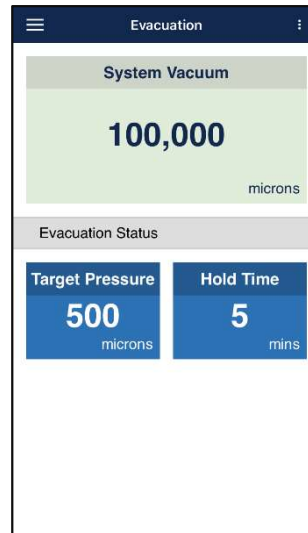 Evacuation
System Vacuum
100,000
microns
Evacuation Status
Target Pressure
500
microns
Hold Time
5
mins